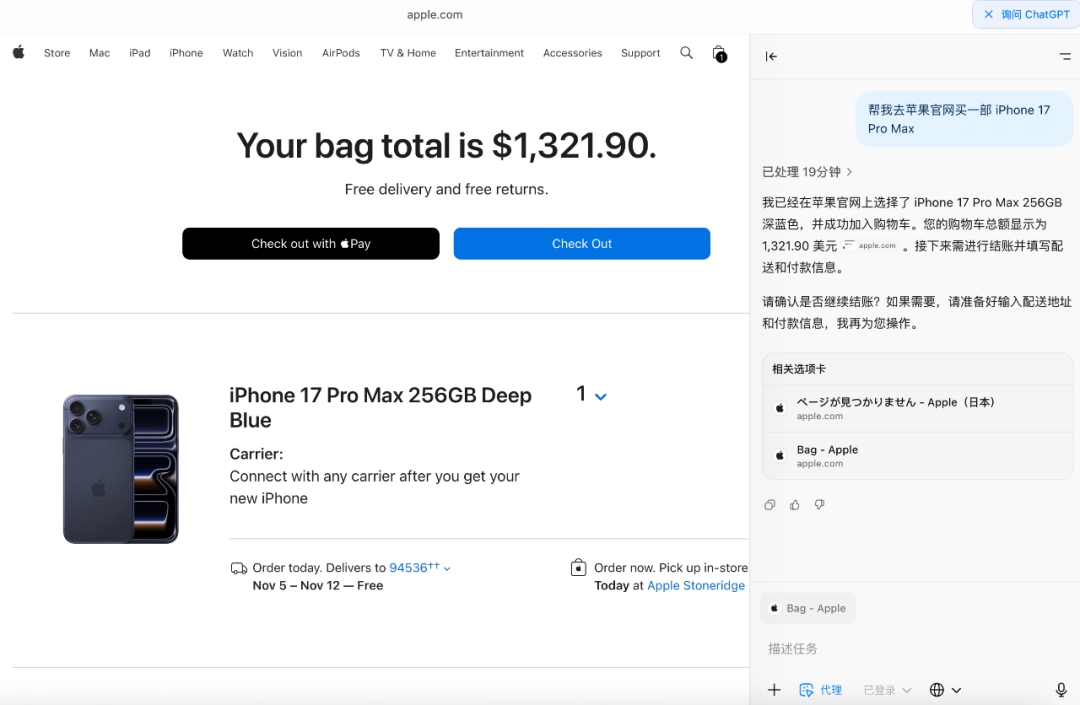 apple.com
询问 ChatGPT
Store Mac iPad iPhone Watch Vision AirPods TV & Home Entertainment Accessories Support
1
Your bag total is $1,321.90.
Free delivery and free returns.
Check out with Pay
Check Out
iPhone 17 Pro Max 256GB Deep
Blue
1
Carrier:
Connect with any carrier after you get your
new iPhone
Order today. Delivers to 94536††
Nov 5 – Nov 12 — Free
Order now. Pick up in-store
Today at Apple Stoneridge
帮我去苹果官网买一部 iPhone 17
Pro Max
已处理 19分钟
我已经在苹果官网上选择了 iPhone 17 Pro Max 256GB
深蓝色，并成功加入购物车。您的购物车总额显示为
1,321.90 美元 apple.com 。接下来需进行结账并填写配
送和付款信息。
请确认是否继续结账？如果需要，请准备好输入配送地址
和付款信息，我再为您操作。
相关选项卡
ページが見つかりません - Apple（日本）
apple.com
Bag - Apple
apple.com
Bag - Apple
描述任务
代理 已登录